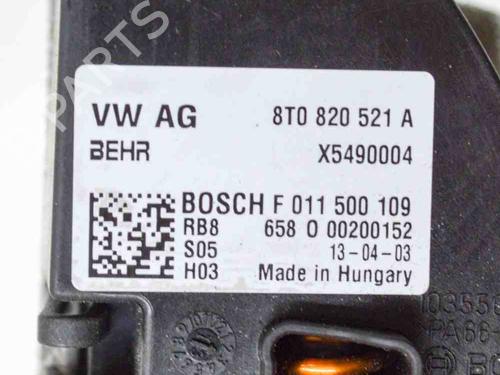 VW AG 8T0 820 521 A
BEHR X5490004
BOSCH F 011 500 109
RB8 658 0 00200152
S05 13-04-03
H03 Made in Hungary
PARTS